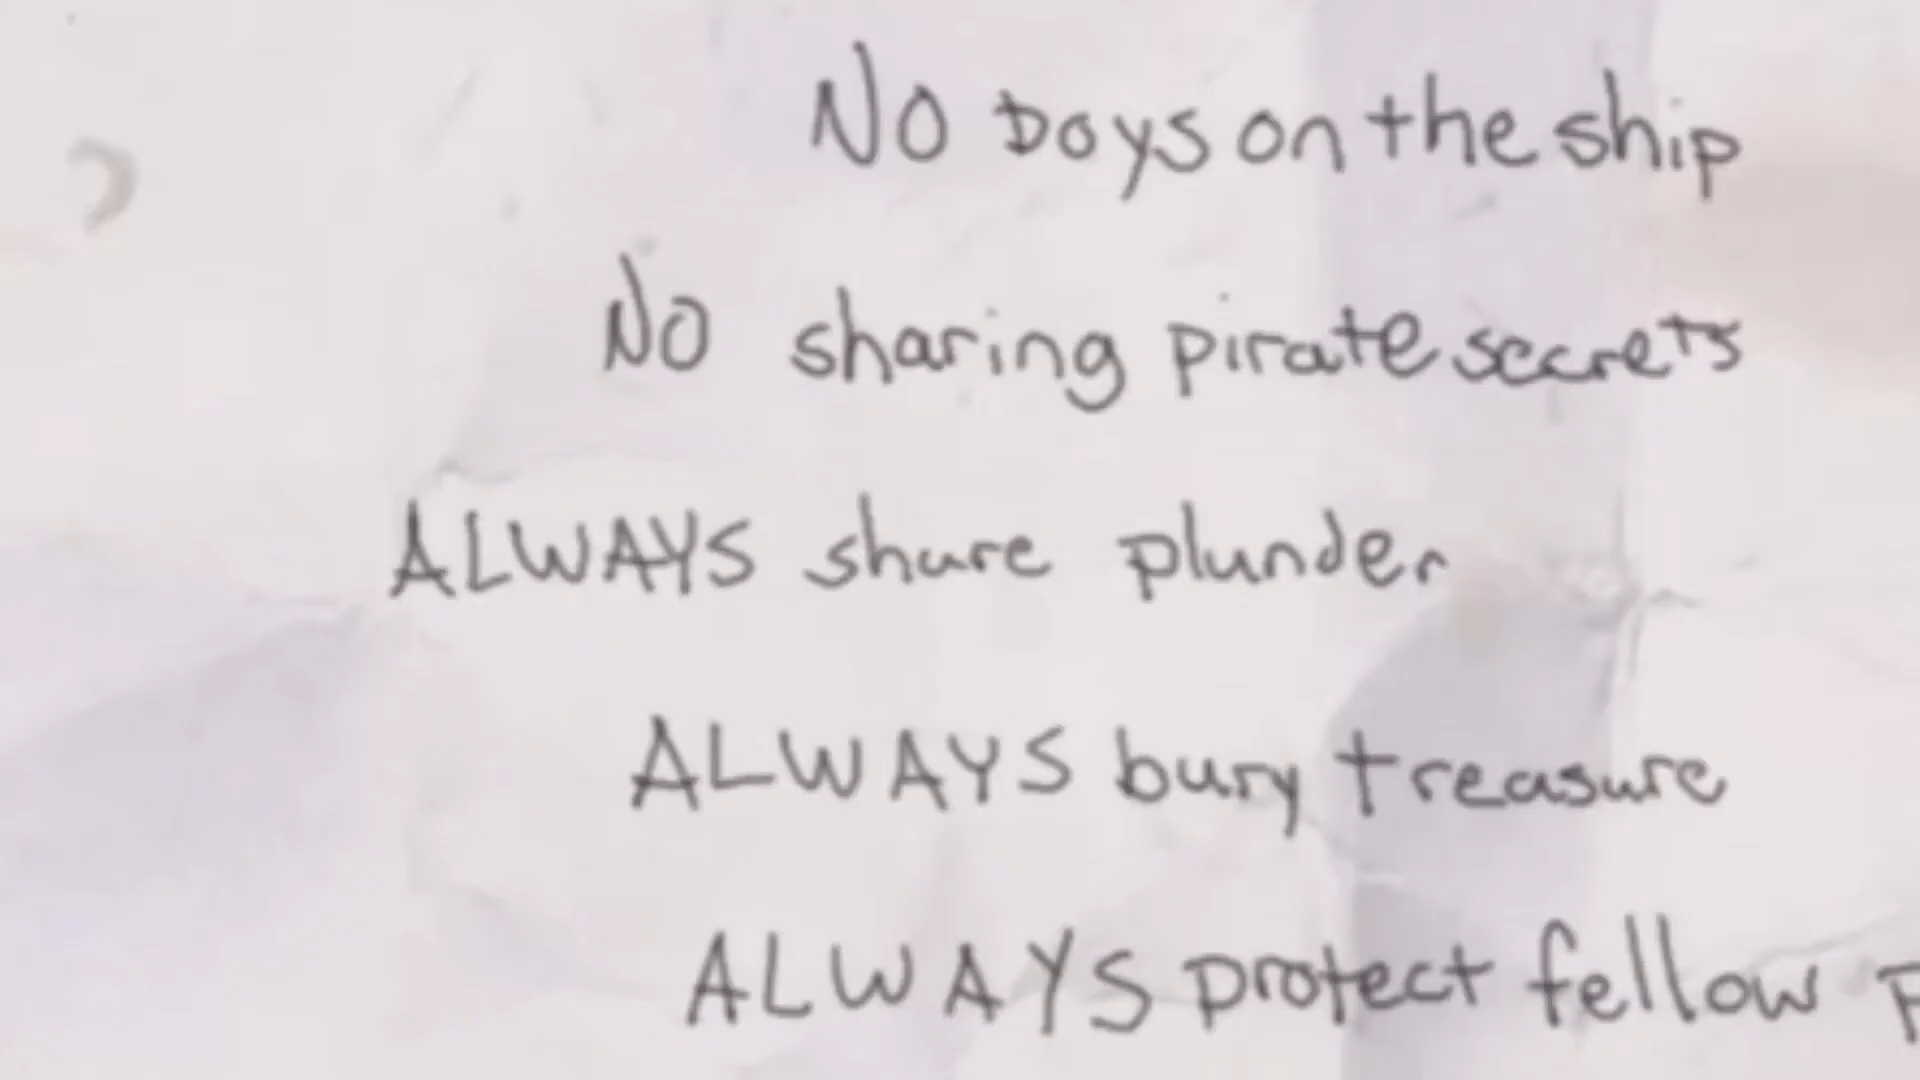 NO boys on the ship
NO sharing pirate secrets
ALWAYS share plunder
ALWAYS bury treasure
ALWAYS protect fellow